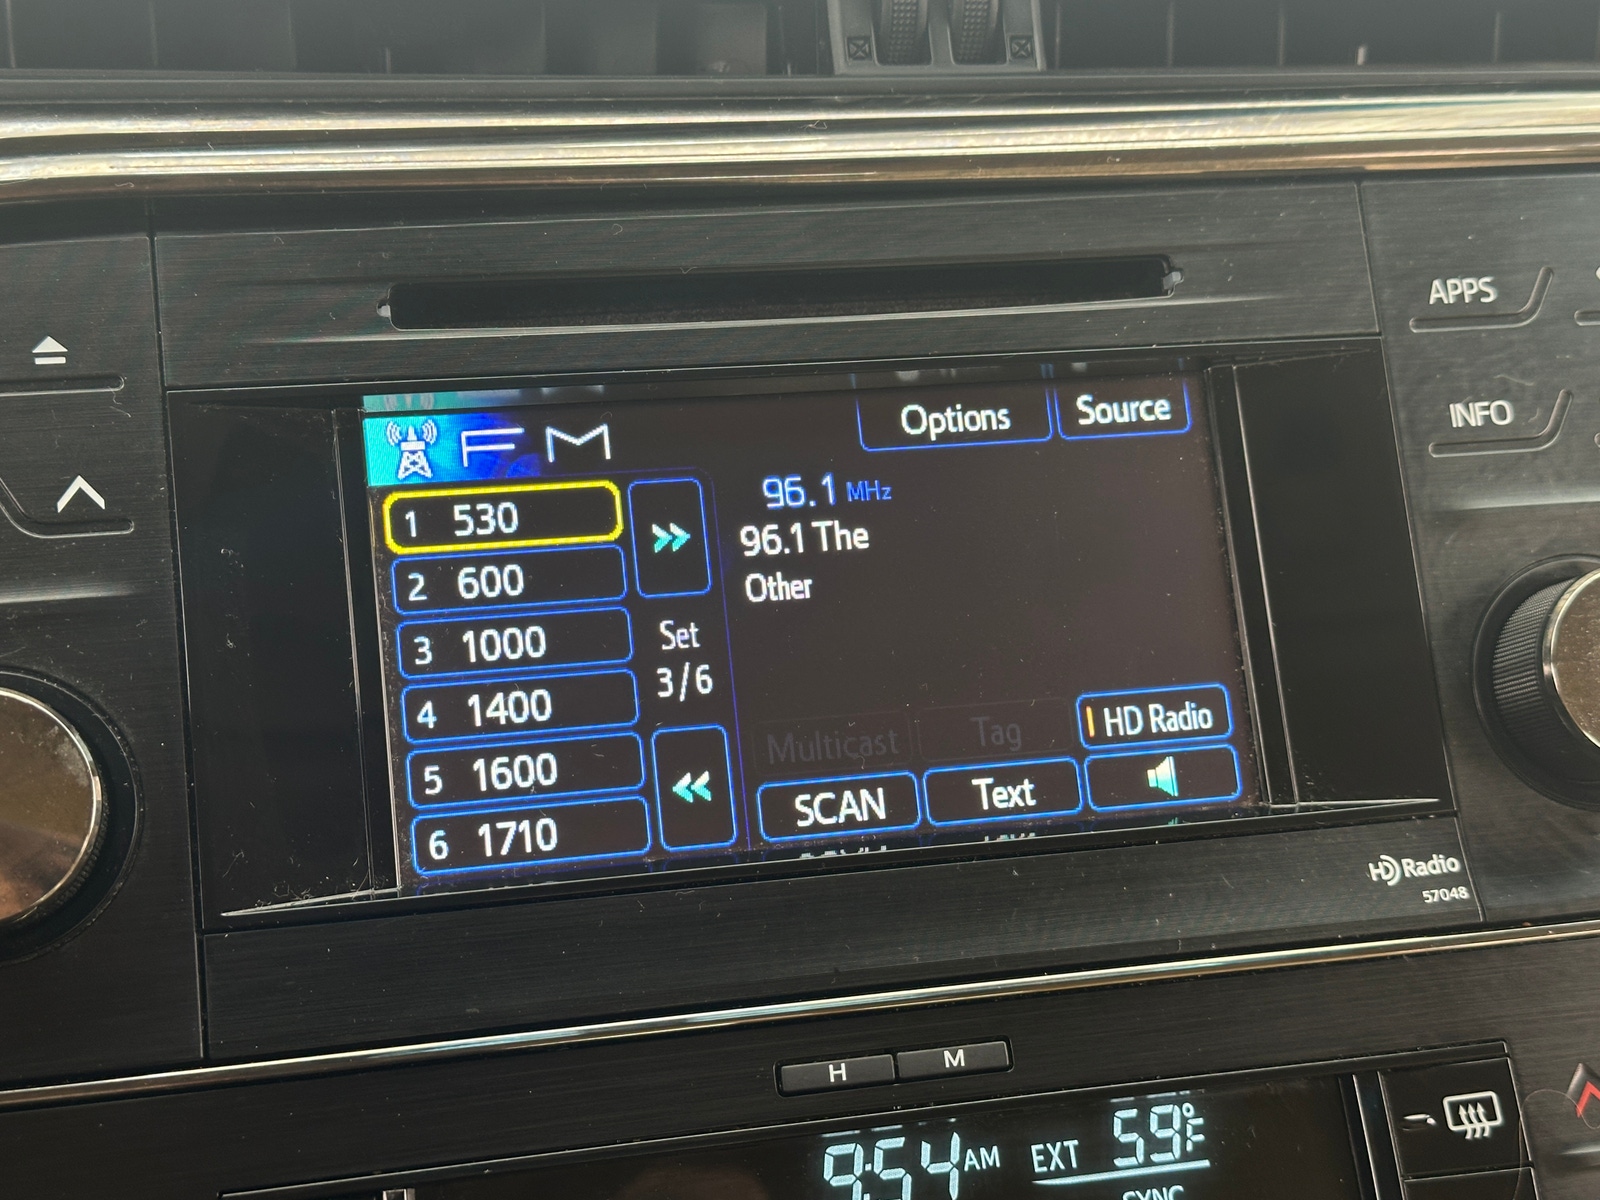 APPS
INFO
FM
Options
Source
1 530
2 600
3 1000
4 1400
5 1600
6 1710
Set
3/6
96.1 MHz
96.1 The
Other
Multicast
Tag
HD Radio
SCAN
Text
HD Radio
57048
H
M
9:54 AM
EXT 59°F
SYNC